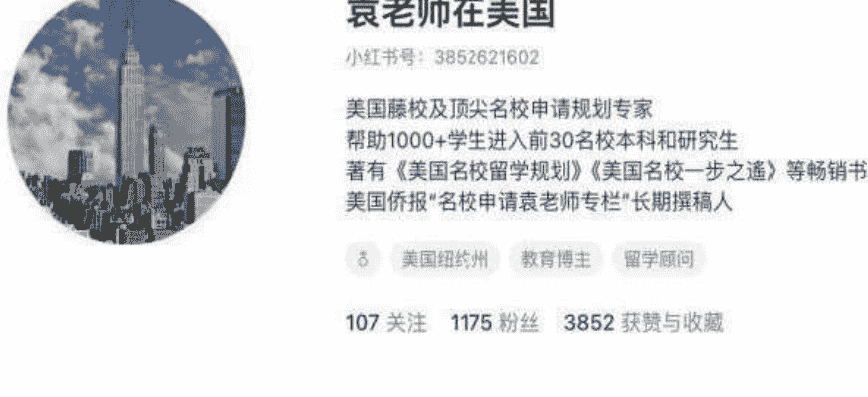 袁老师在美国
小红书号：3852621602
美国藤校及顶尖名校申请规划专家
帮助1000+学生进入前30名校本科和研究生
著有《美国名校留学规划》《美国名校一步之遥》等畅销书
美国侨报“名校申请袁老师专栏”长期撰稿人
美国纽约州 教育博主 留学顾问
107 关注 1175 粉丝 3852 获赞与收藏